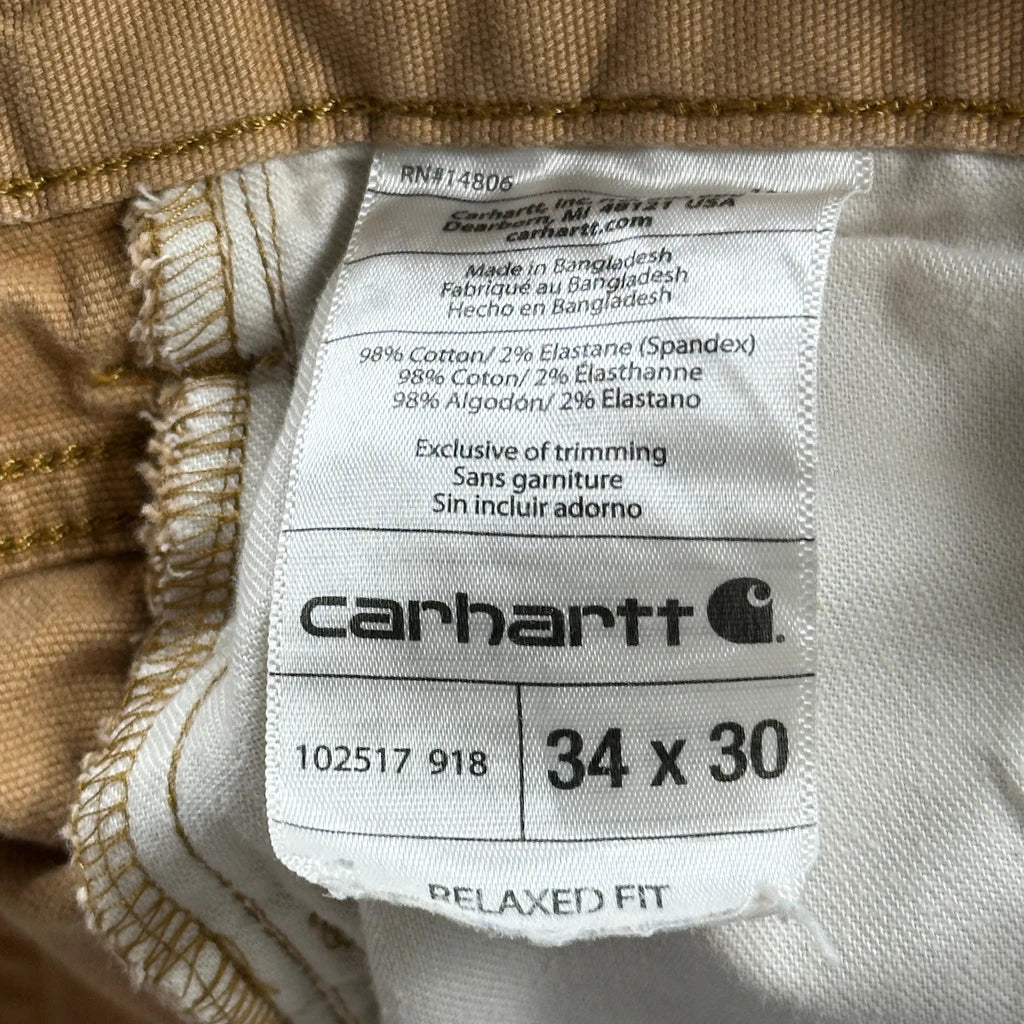 RN#14806
Carhartt, Inc.
Dearborn, MI 48121 USA
carhartt.com
Made in Bangladesh
Fabriqué au Bangladesh
Hecho en Bangladesh
98% Cotton/ 2% Elastane (Spandex)
98% Coton/ 2% Élasthanne
98% Algodón/ 2% Elastano
Exclusive of trimming
Sans garniture
Sin incluir adorno
carhartt
102517 918
34 x 30
RELAXED FIT